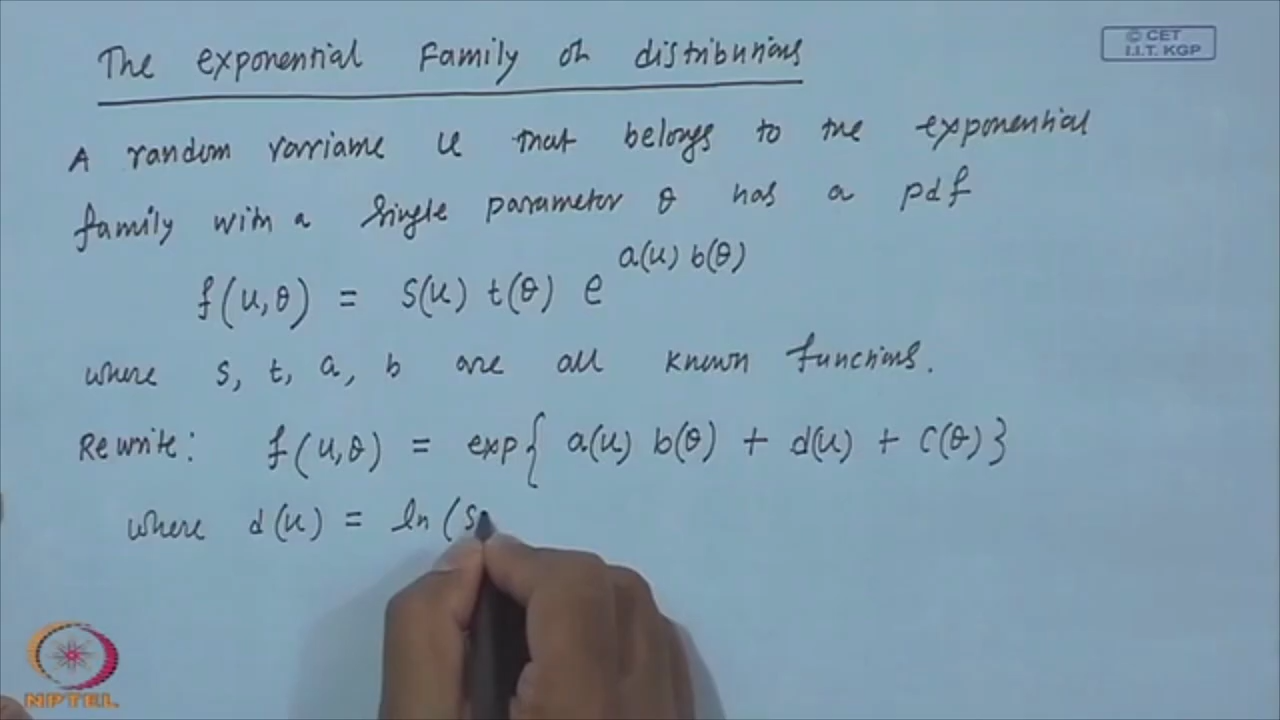 The exponential Family of distributions
© CET
I.I.T. KGP
A random variable u that belongs to the exponential
family with a single parameter θ has a pdf
f(u,θ) = s(u) t(θ) e^{a(u) b(θ)}
where s, t, a, b are all known functions.
Rewrite: f(u,θ) = exp{ a(u) b(θ) + d(u) + c(θ)}
where d(u) = ln(s
NPTEL